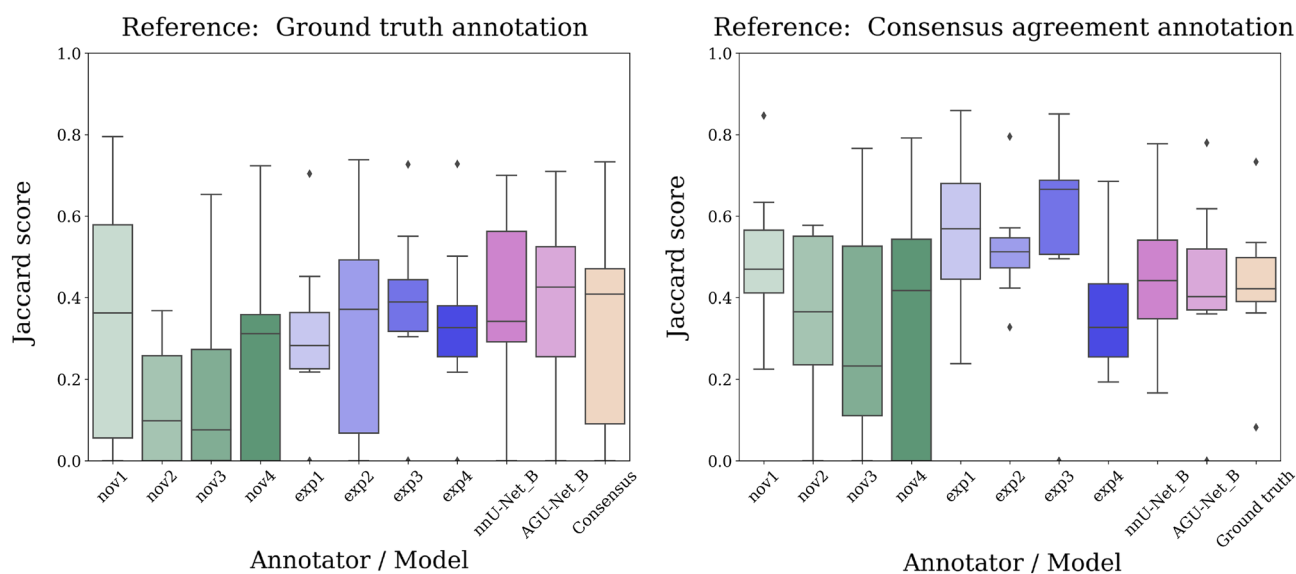 Reference:  Ground truth annotation
Jaccard score
1.0
0.8
0.6
0.4
0.2
0.0
nov1
nov2
nov3
nov4
exp1
exp2
exp3
exp4
nnU-Net_B
AGU-Net_B
Consensus
Annotator / Model
Reference:  Consensus agreement annotation
Jaccard score
1.0
0.8
0.6
0.4
0.2
0.0
nov1
nov2
nov3
nov4
exp1
exp2
exp3
exp4
nnU-Net_B
AGU-Net_B
Ground truth
Annotator / Model